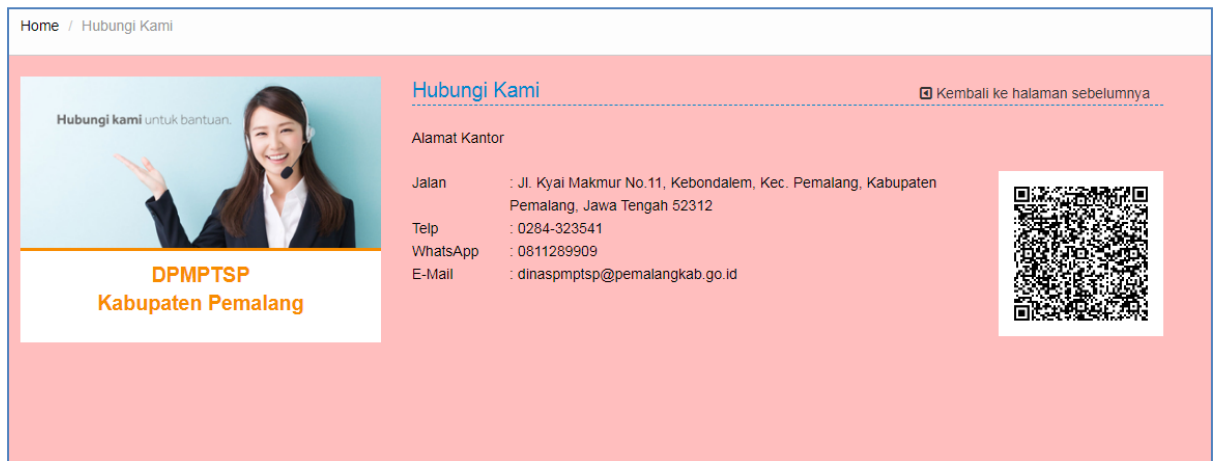 Home / Hubungi Kami
Hubungi kami untuk bantuan.
DPMPTSP
Kabupaten Pemalang
Hubungi Kami
Kembali ke halaman sebelumnya
Alamat Kantor
Jalan : Jl. Kyai Makmur No.11, Kebondalem, Kec. Pemalang, Kabupaten
Pemalang, Jawa Tengah 52312
Telp : 0284-323541
WhatsApp : 0811289909
E-Mail : dinaspmptsp@pemalangkab.go.id